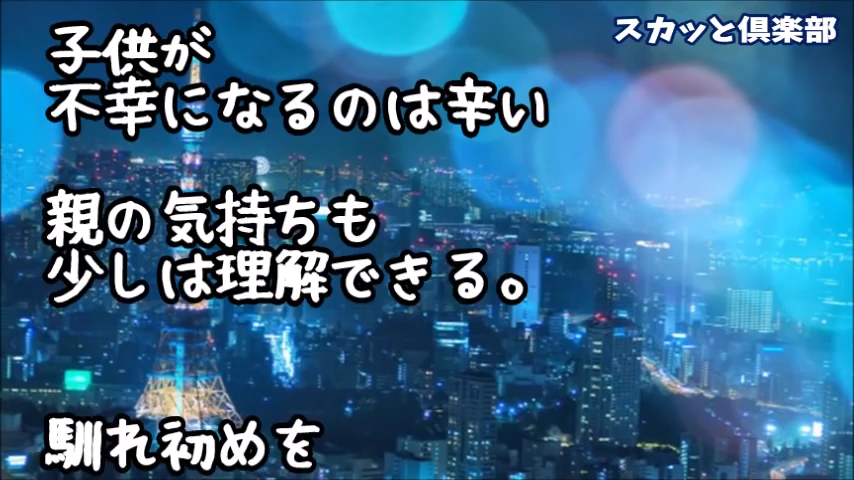 スカッと倶楽部
子供が
不幸になるのは辛い
親の気持ちも
少しは理解できる。
馴れ初めを